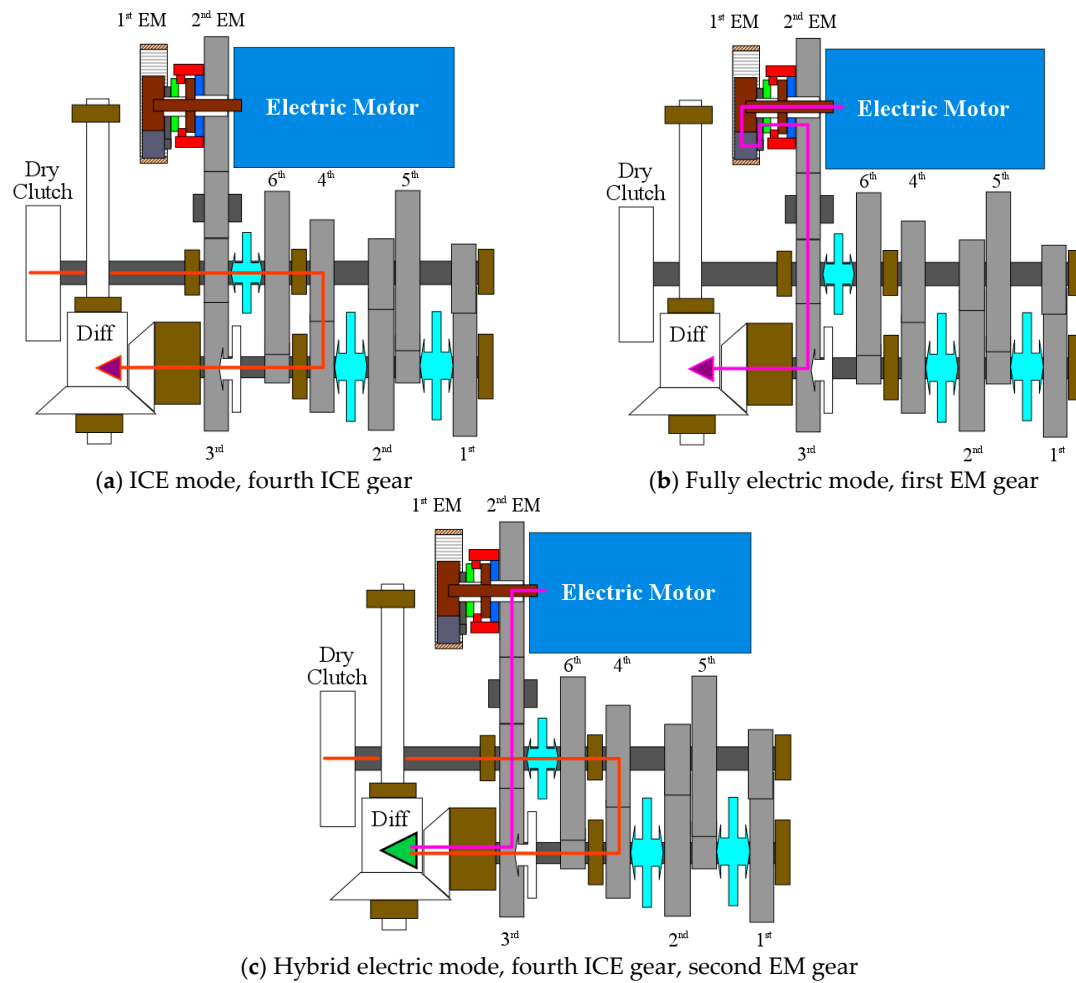 1st EM 2nd EM
Electric Motor
Dry
Clutch
6th 4th 5th
Diff
3rd 2nd 1st
(a) ICE mode, fourth ICE gear
1st EM 2nd EM
Electric Motor
Dry
Clutch
6th 4th 5th
Diff
3rd 2nd 1st
(b) Fully electric mode, first EM gear
1st EM 2nd EM
Electric Motor
Dry
Clutch
6th 4th 5th
Diff
3rd 2nd 1st
(c) Hybrid electric mode, fourth ICE gear, second EM gear